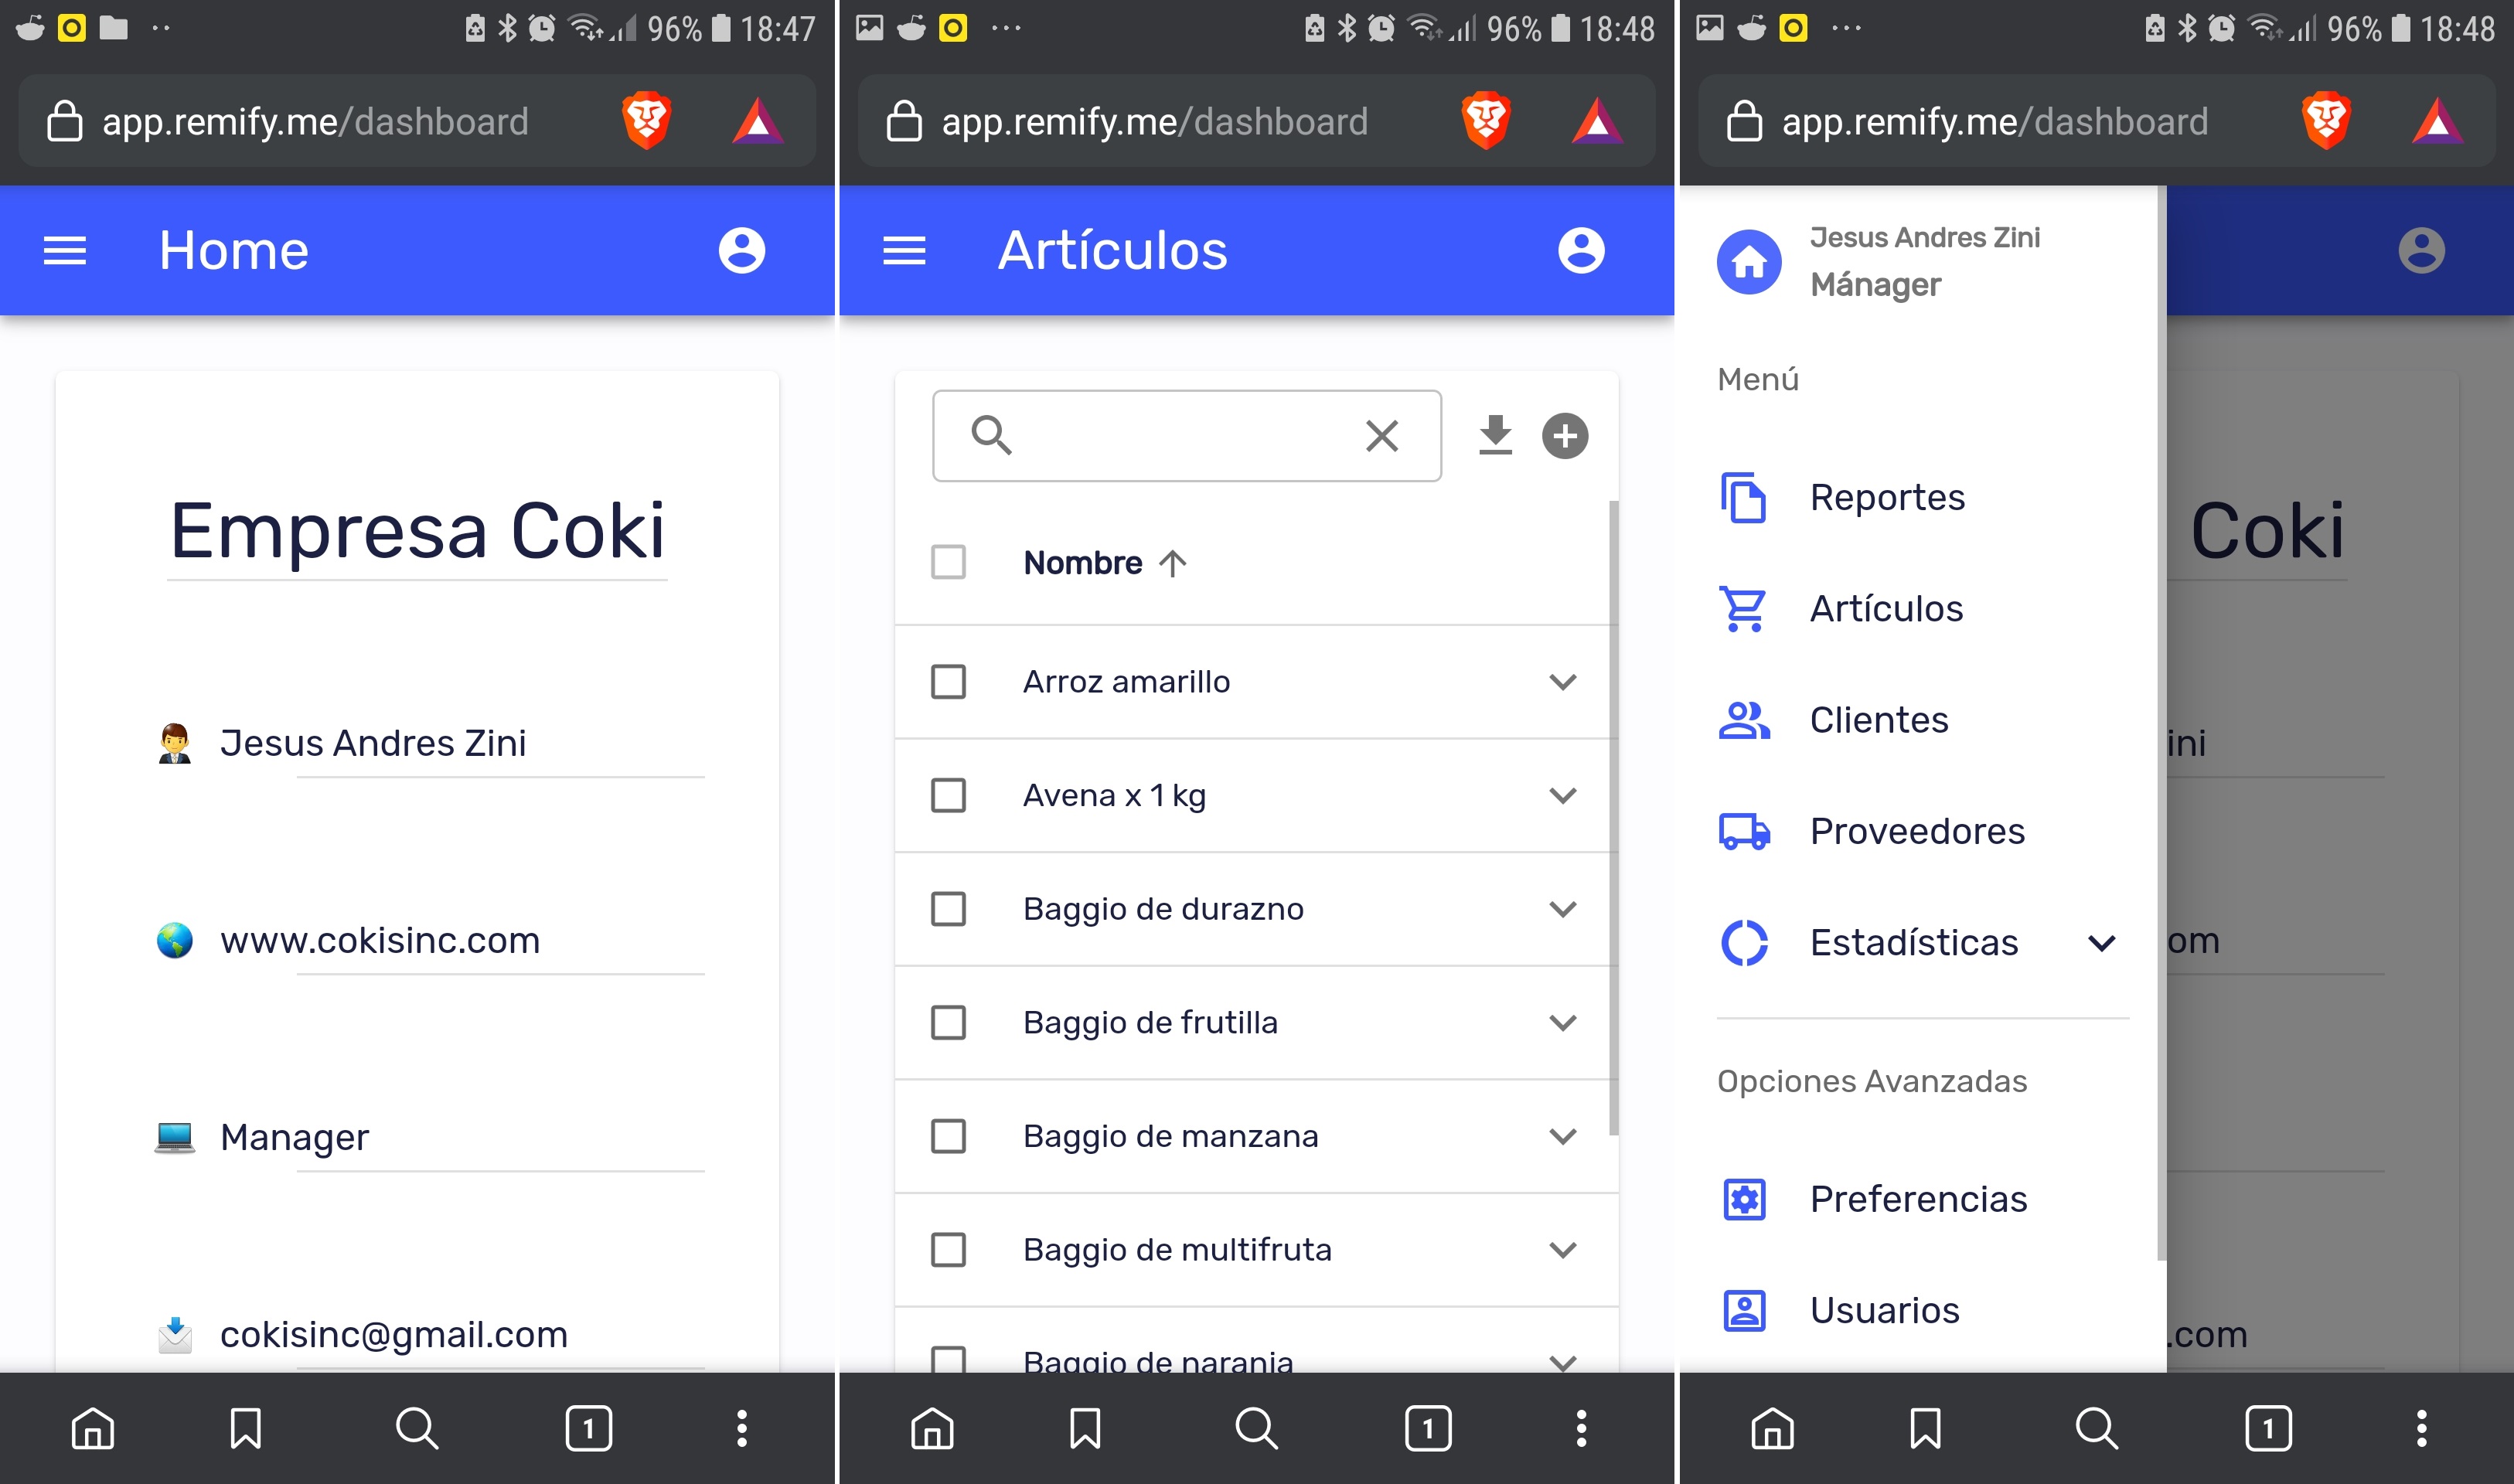 96% 18:47
app.remify.me/dashboard
Home
Empresa Coki
Jesus Andres Zini
www.cokisinc.com
Manager
cokisinc@gmail.com
1
96% 18:48
app.remify.me/dashboard
Artículos
Nombre
Arroz amarillo
Avena x 1 kg
Baggio de durazno
Baggio de frutilla
Baggio de manzana
Baggio de multifruta
Baggio de naranja
1
96% 18:48
app.remify.me/dashboard
Jesus Andres Zini
Mánager
Menú
Reportes
Artículos
Clientes
Proveedores
Estadísticas
Opciones Avanzadas
Preferencias
Usuarios
Coki
ini
om
.com
1